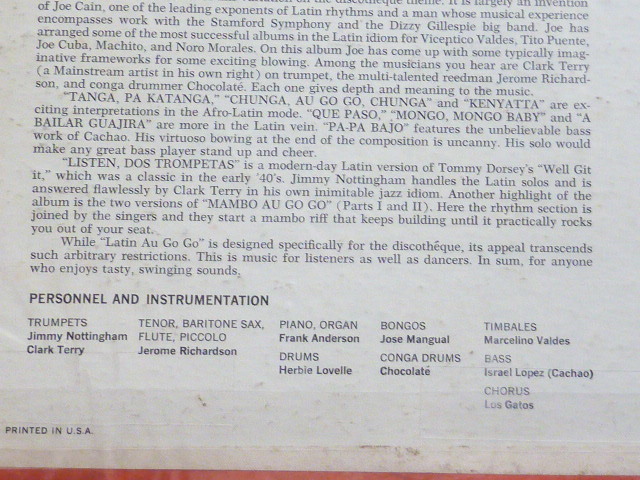 of Joe Cain, one of the leading exponents of Latin rhythms and a man whose musical experience
encompasses work with the Stamford Symphony and the Dizzy Gillespie big band. Joe has
arranged some of the most successful albums in the Latin idiom for Vicentico Valdes, Tito Puente,
Joe Cuba, Machito, and Noro Morales. On this album Joe has come up with some typically imag-
inative frameworks for some exciting blowing. Among the musicians you hear are Clark Terry
(a Mainstream artist in his own right) on trumpet, the multi-talented reedman Jerome Richard-
son, and conga drummer Chocolaté. Each one gives depth and meaning to the music.
"TANGA, PA KATANGA," "CHUNGA, AU GO GO, CHUNGA" and "KENYATTA" are ex-
citing interpretations in the Afro-Latin mode. "QUE PASO," "MONGO, MONGO BABY" and "A
BAILAR GUAJIRA" are more in the Latin vein. "PA-PA BAJO" features the unbelievable bass
work of Cachao. His virtuoso bowing at the end of the composition is uncanny. His solo would
make any great bass player stand up and cheer.
"LISTEN, DOS TROMPETAS" is a modern-day Latin version of Tommy Dorsey's "Well Git
it," which was a classic in the early '40's. Jimmy Nottingham handles the Latin solos and is
answered flawlessly by Clark Terry in his own inimitable jazz idiom. Another highlight of the
album is the two versions of "MAMBO AU GO GO" (Parts I and II). Here the rhythm section is
joined by the singers and they start a mambo riff that keeps building until it practically rocks
you out of your seat.
While "Latin Au Go Go" is designed specifically for the discothêque, its appeal transcends
such arbitrary restrictions. This is music for listeners as well as dancers. In sum, for anyone
who enjoys tasty, swinging sounds.
PERSONNEL AND INSTRUMENTATION
TRUMPETS
Jimmy Nottingham
Clark Terry
TENOR, BARITONE SAX,
FLUTE, PICCOLO
Jerome Richardson
PIANO, ORGAN
Frank Anderson
DRUMS
Herbie Lovelle
BONGOS
Jose Mangual
CONGA DRUMS
Chocolaté
TIMBALES
Marcelino Valdes
BASS
Israel Lopez (Cachao)
CHORUS
Los Gatos
PRINTED IN U.S.A.